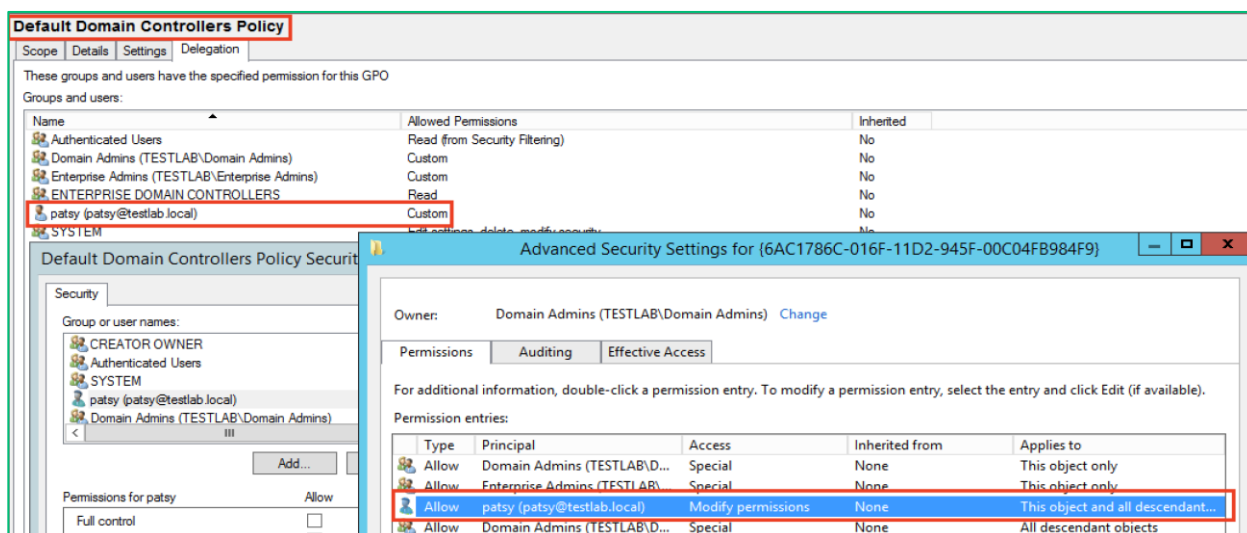 Default Domain Controllers Policy
Scope Details Settings Delegation
These groups and users have the specified permission for this GPO
Groups and users:
Name Allowed Permissions Inherited
Authenticated Users Read (from Security Filtering) No
Domain Admins (TESTLAB\Domain Admins) Custom No
Enterprise Admins (TESTLAB\Enterprise Admins) Custom No
ENTERPRISE DOMAIN CONTROLLERS Read No
patsy (patsy@testlab.local) Custom No
SYSTEM Edit settings, delete, modify security No
Default Domain Controllers Policy Securit
Security
Group or user names:
CREATOR OWNER
Authenticated Users
SYSTEM
patsy (patsy@testlab.local)
Domain Admins (TESTLAB\Domain Admins)
Add...
Permissions for patsy Allow
Full control
Advanced Security Settings for {6AC1786C-016F-11D2-945F-00C04FB984F9}
Owner: Domain Admins (TESTLAB\Domain Admins) Change
Permissions Auditing Effective Access
For additional information, double-click a permission entry. To modify a permission entry, select the entry and click Edit (if available).
Permission entries:
Type Principal Access Inherited from Applies to
Allow Domain Admins (TESTLAB\D... Special None This object only
Allow Enterprise Admins (TESTLAB\... Special None This object only
Allow patsy (patsy@testlab.local) Modify permissions None This object and all descendant...
Allow Domain Admins (TESTLAB\D... Special None All descendant objects